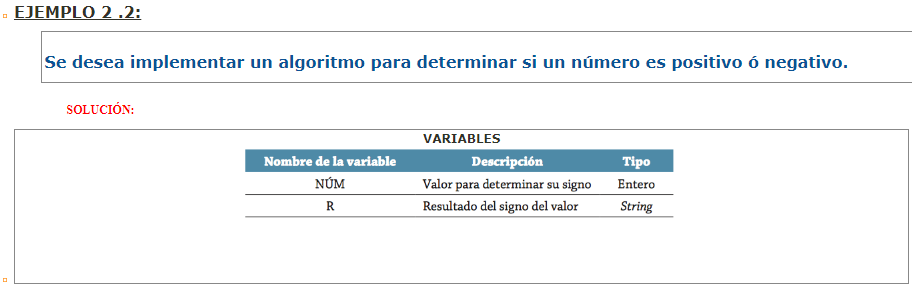 EJEMPLO 2 .2:
Se desea implementar un algoritmo para determinar si un número es positivo ó negativo.
SOLUCIÓN:
VARIABLES
Nombre de la variable Descripción Tipo
NÚM Valor para determinar su signo Entero
R Resultado del signo del valor String